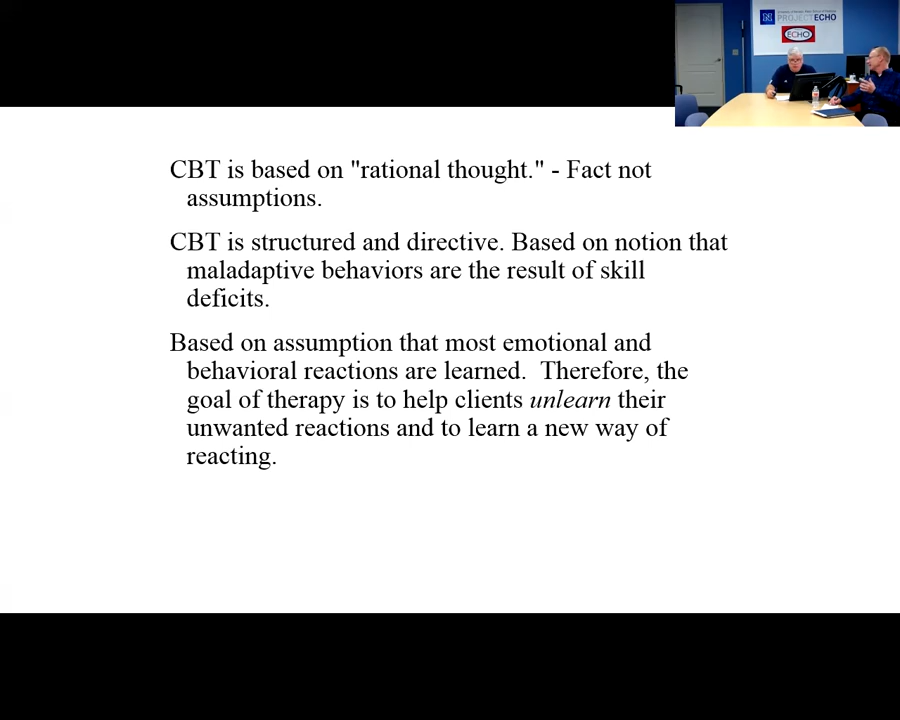 PROJECT ECHO
ECHO
CBT is based on "rational thought." - Fact not
assumptions.
CBT is structured and directive. Based on notion that
maladaptive behaviors are the result of skill
deficits.
Based on assumption that most emotional and
behavioral reactions are learned.  Therefore, the
goal of therapy is to help clients unlearn their
unwanted reactions and to learn a new way of
reacting.